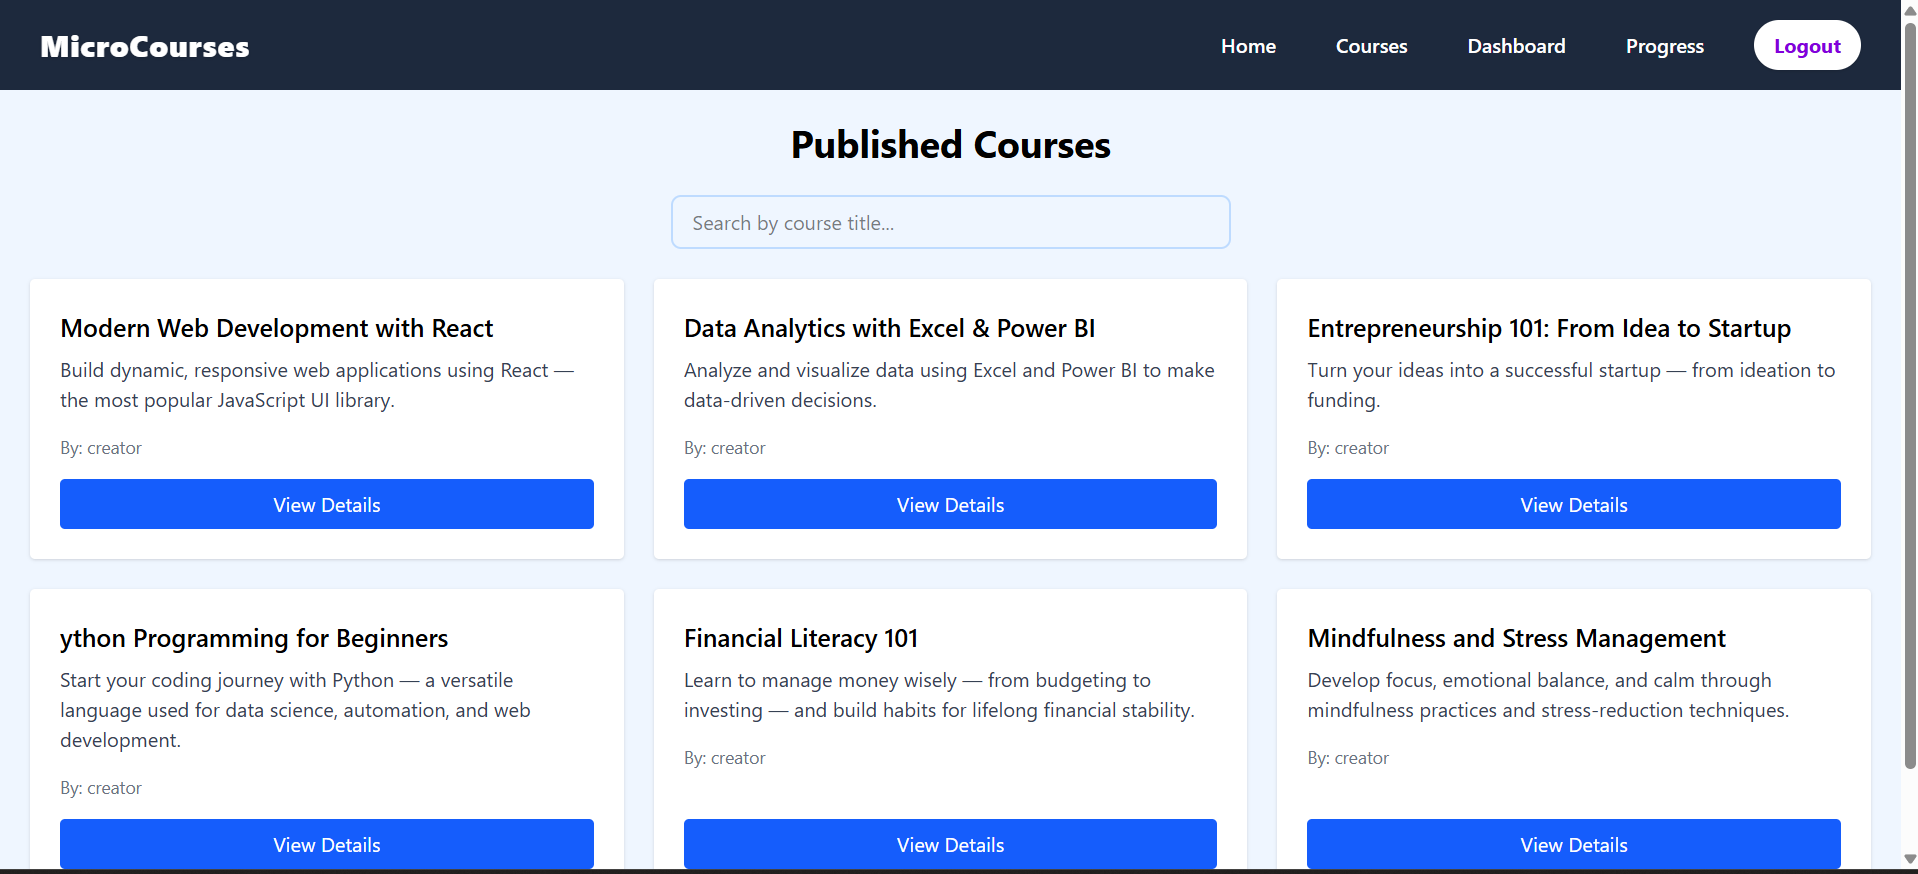 MicroCourses
Home
Courses
Dashboard
Progress
Logout
Published Courses
Search by course title...
Modern Web Development with React
Build dynamic, responsive web applications using React —
the most popular JavaScript UI library.
By: creator
View Details
Data Analytics with Excel & Power BI
Analyze and visualize data using Excel and Power BI to make
data-driven decisions.
By: creator
View Details
Entrepreneurship 101: From Idea to Startup
Turn your ideas into a successful startup — from ideation to
funding.
By: creator
View Details
ython Programming for Beginners
Start your coding journey with Python — a versatile
language used for data science, automation, and web
development.
By: creator
View Details
Financial Literacy 101
Learn to manage money wisely — from budgeting to
investing — and build habits for lifelong financial stability.
By: creator
View Details
Mindfulness and Stress Management
Develop focus, emotional balance, and calm through
mindfulness practices and stress-reduction techniques.
By: creator
View Details